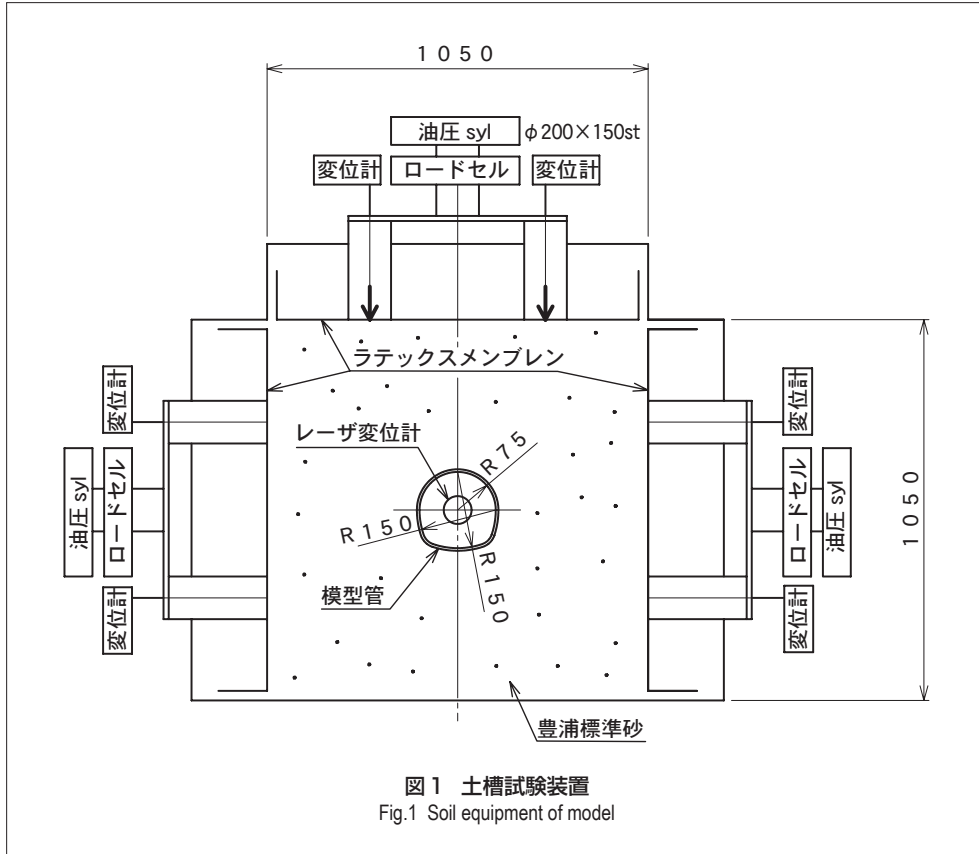 1050
油圧 syl
φ200×150st
変位計
ロードセル
変位計
ラテックスメンブレン
変位計
油圧 syl
ロードセル
変位計
レーザ変位計
R75
R150
R150
模型管
変位計
ロードセル
油圧 syl
変位計
1050
豊浦標準砂
図1 土槽試験装置
Fig.1 Soil equipment of model